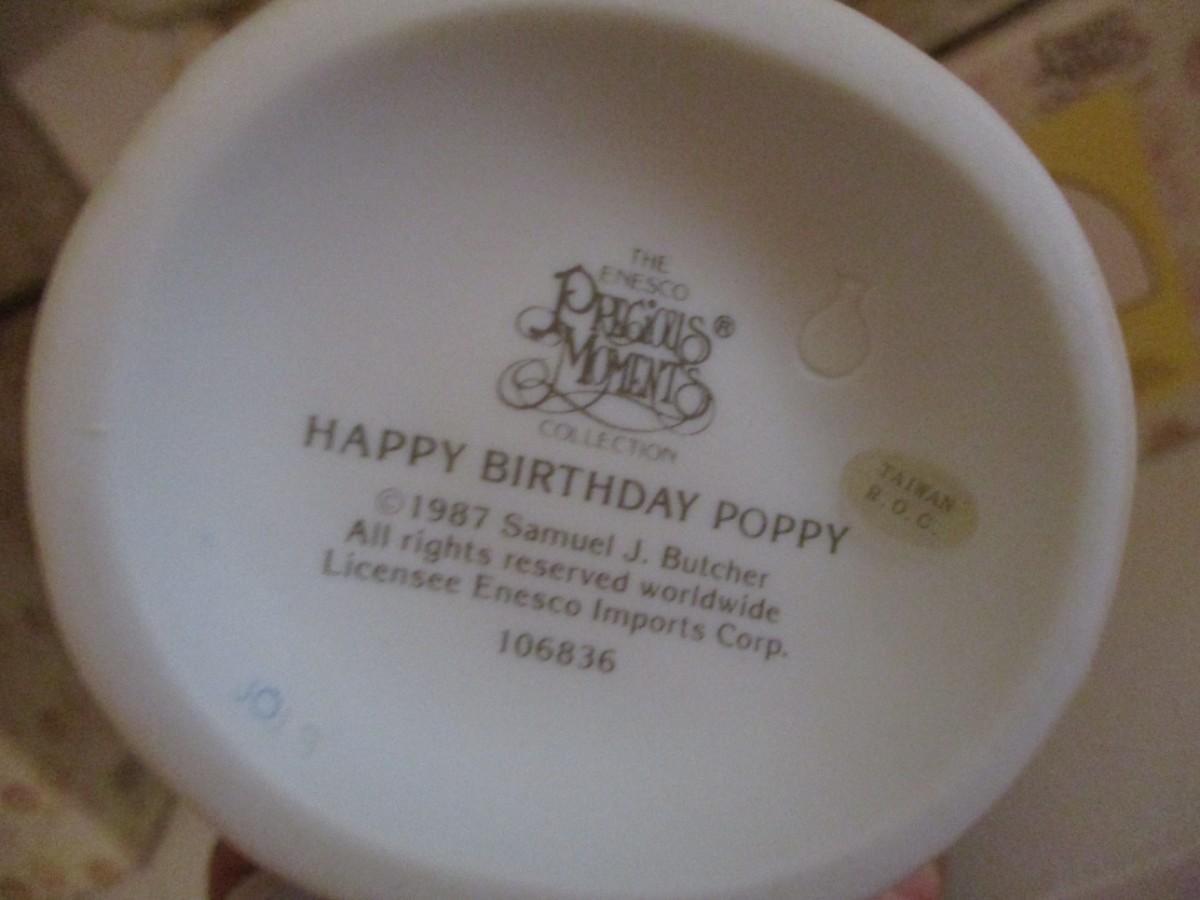 THE
ENESCO
PRECIOUS
MOMENTS®
COLLECTION
HAPPY BIRTHDAY POPPY
©1987 Samuel J. Butcher
All rights reserved worldwide
Licensee Enesco Imports Corp.
106836
TAIWAN
R.O.C.